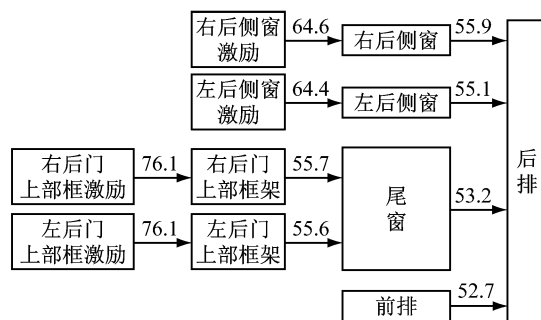 右后侧窗
激励
64.6
右后侧窗
55.9
左后侧窗
激励
64.4
左后侧窗
55.1
右后门
上部框激励
76.1
右后门
上部框架
55.7
左后门
上部框激励
76.1
左后门
上部框架
55.6
尾
窗
53.2
前排
52.7
后
排